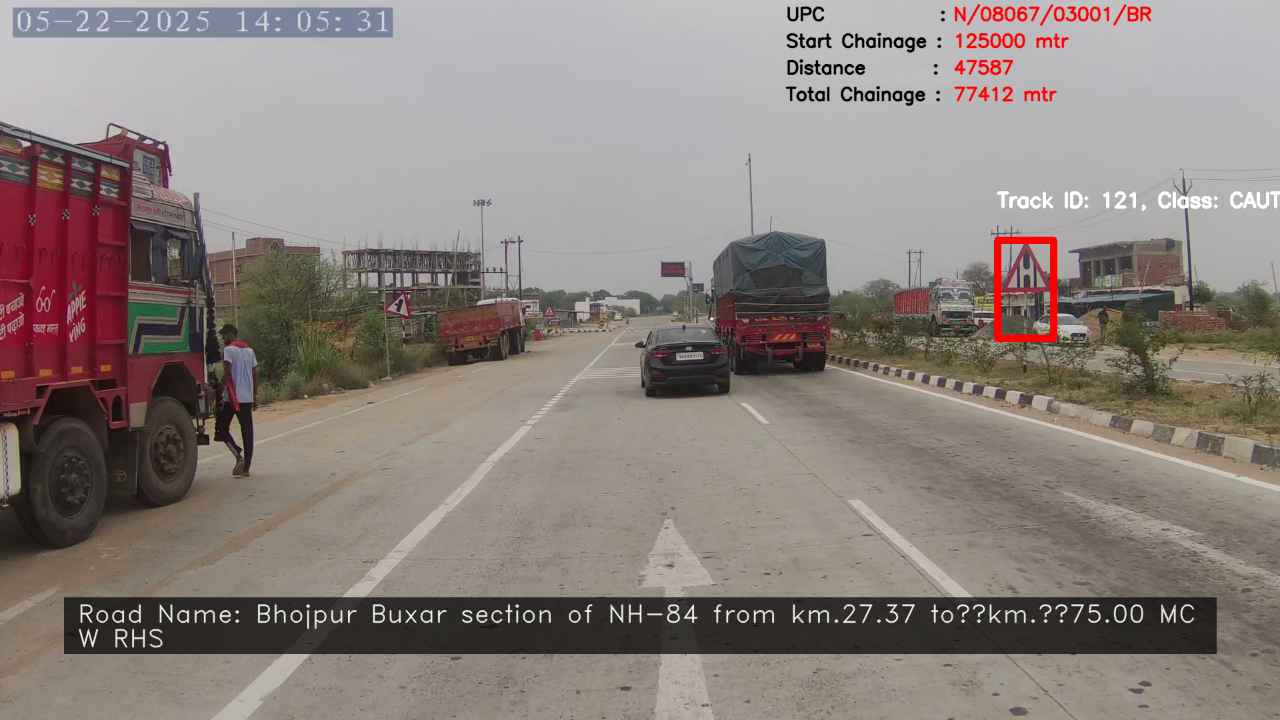 05-22-2025 14:05:31
UPC : N/08067/03001/BR
Start Chainage : 125000 mtr
Distance : 47587
Total Chainage : 77412 mtr
Track ID: 121, Class: CAUT
APPLE
KING
Road Name: Bhojpur Buxar section of NH-84 from km.27.37 to??km.??75.00 MC
W RHS